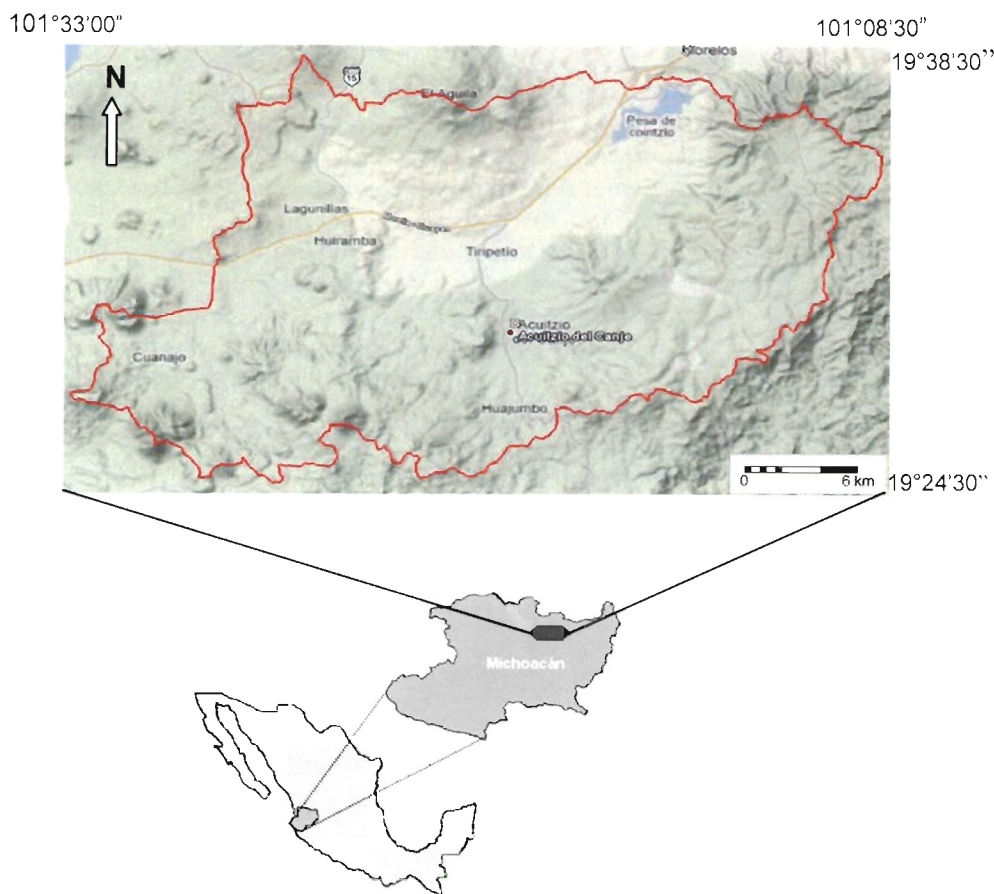 101°33'00"
101°08'30"
19°38'30"
N
15
Morelos
El Aguila
Pesa de
cointzio
Lagunillas
Huiramba
Tiripetio
Acuitzio
Acuitzio del Canje
Cuanajo
Huajumbo
0 6 km
19°24'30"
Michoacán